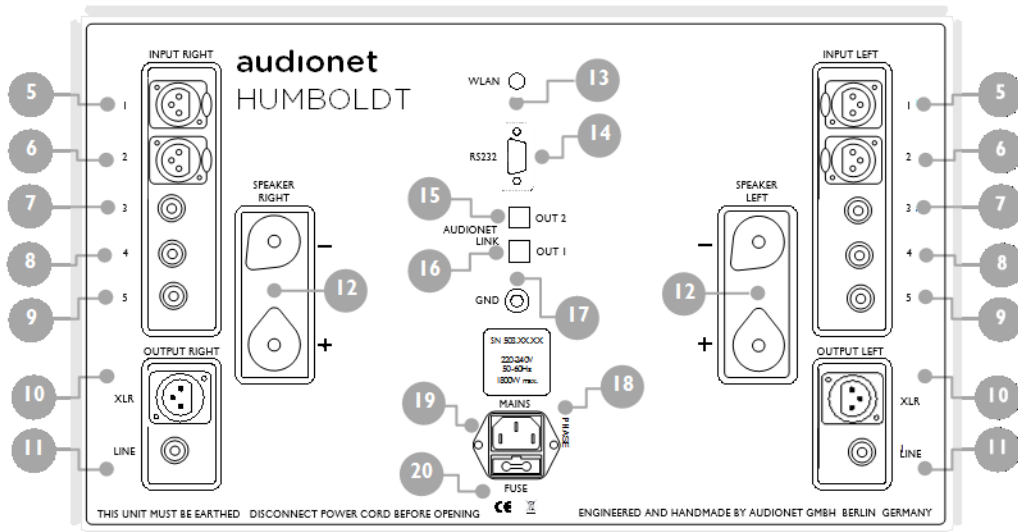 INPUT RIGHT
audionet
HUMBOLDT
INPUT LEFT
WLAN
13
5
1
1
5
14
RS232
6
2
2
6
SPEAKER
RIGHT
SPEAKER
LEFT
7
3
3
7
15
OUT 2
AUDIONET
LINK
8
4
−
16
OUT 1
−
4
8
12
12
9
5
GND
17
5
9
+
+
SN 503.XX.XX
220-240V
50-60Hz
1800W max.
OUTPUT RIGHT
OUTPUT LEFT
10
XLR
19
MAINS
18
PHASE
XLR
10
11
LINE
LINE
11
20
FUSE
CE
THIS UNIT MUST BE EARTHED DISCONNECT POWER CORD BEFORE OPENING
ENGINEERED AND HANDMADE BY AUDIONET GMBH BERLIN GERMANY